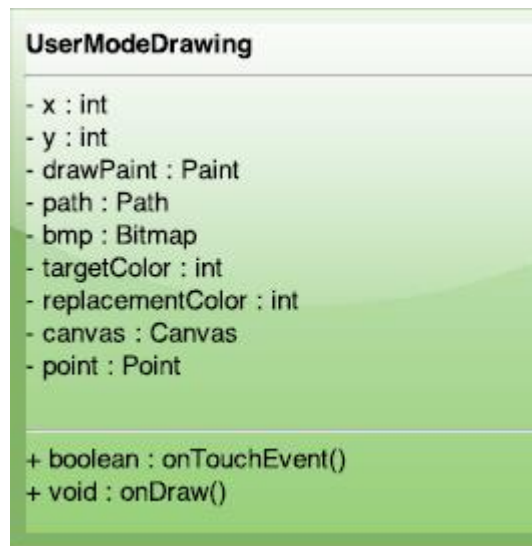 UserModeDrawing
- x : int
- y : int
- drawPaint : Paint
- path : Path
- bmp : Bitmap
- targetColor : int
- replacementColor : int
- canvas : Canvas
- point : Point
+ boolean : onTouchEvent()
+ void : onDraw()